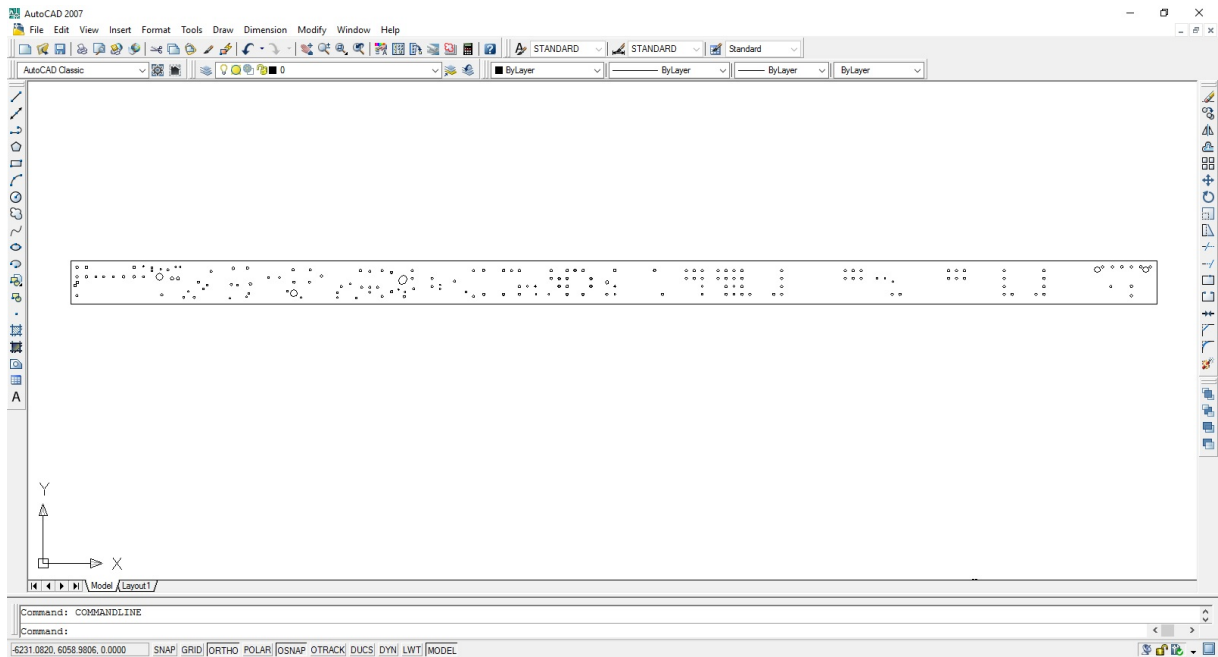 AutoCAD 2007
File Edit View Insert Format Tools Draw Dimension Modify Window Help
STANDARD STANDARD Standard
AutoCAD Classic 0 ByLayer ByLayer ByLayer ByLayer
A
Y
X
Model Layout1
Command: COMMANDLINE
Command:
-6231.0820, 6058.9806, 0.0000 SNAP GRID ORTHO POLAR OSNAP OTRACK DUCS DYN LWT MODEL